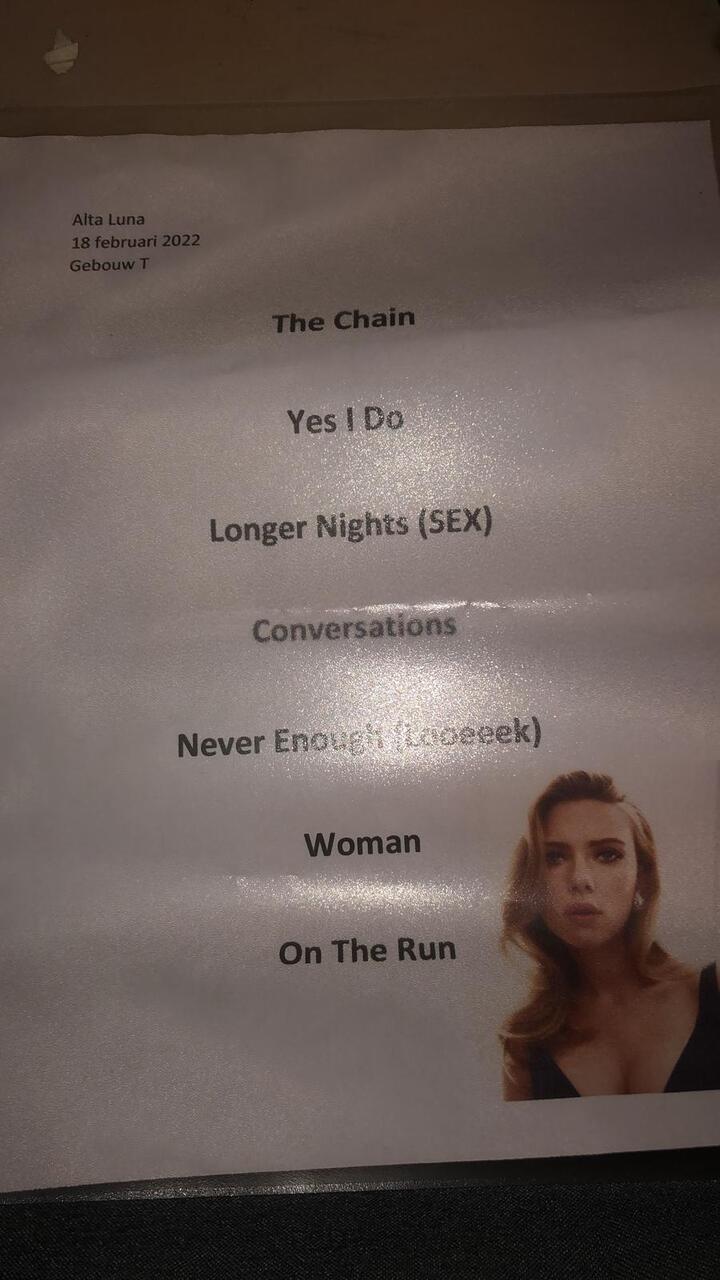 Alta Luna
18 februari 2022
Gebouw T
The Chain
Yes I Do
Longer Nights (SEX)
Conversations
Never Enough (Looeeek)
Woman
On The Run